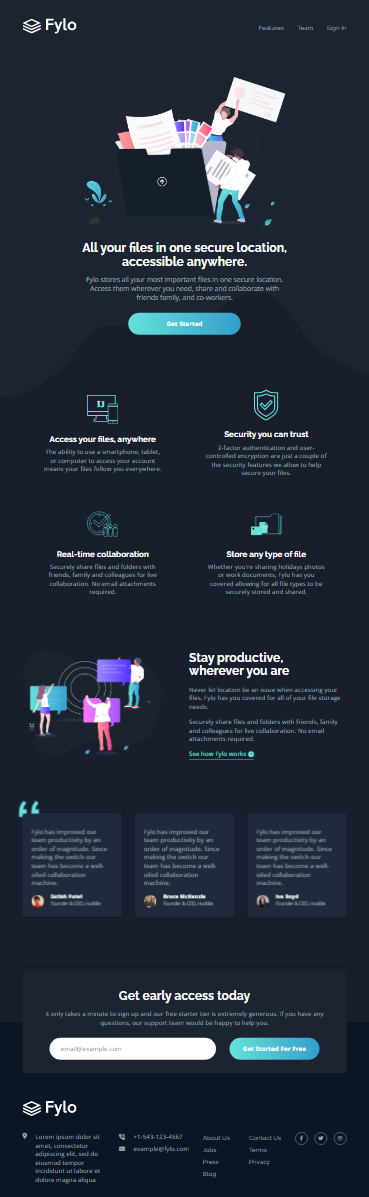 Fylo
Features Team Sign In
All your files in one secure location,
accessible anywhere.
Fylo stores all your most important files in one secure location.
Access them wherever you need, share and collaborate with
friends family, and co-workers.
Get Started
Access your files, anywhere
The ability to use a smartphone, tablet,
or computer to access your account
means your files follow you everywhere.
Security you can trust
2-factor authentication and user-
controlled encryption are just a couple of
the security features we allow to help
secure your files.
Real-time collaboration
Securely share files and folders with
friends, family and colleagues for live
collaboration. No email attachments
required.
Store any type of file
Whether you're sharing holidays photos
or work documents, Fylo has you
covered allowing for all file types to be
securely stored and shared.
Stay productive,
wherever you are
Never let location be an issue when accessing your
files. Fylo has you covered for all of your file storage
needs.
Securely share files and folders with friends, family
and colleagues for live collaboration. No email
attachments required.
See how Fylo works
Fylo has improved our
team productivity by an
order of magnitude. Since
making the switch our
team has become a well-
oiled collaboration
machine.
Satish Patel
Founder & CEO, Huddle
Fylo has improved our
team productivity by an
order of magnitude. Since
making the switch our
team has become a well-
oiled collaboration
machine.
Bruce McKenzie
Founder & CEO, Huddle
Fylo has improved our
team productivity by an
order of magnitude. Since
making the switch our
team has become a well-
oiled collaboration
machine.
Iva Boyd
Founder & CEO, Huddle
Get early access today
It only takes a minute to sign up and our free starter tier is extremely generous. If you have any
questions, our support team would be happy to help you.
email@example.com
Get Started For Free
Fylo
Lorem ipsum dolor sit
amet, consectetur
adipiscing elit, sed do
eiusmod tempor
incididunt ut labore et
dolore magna aliqua
+1-543-123-4567
example@fylo.com
About Us
Jobs
Press
Blog
Contact Us
Terms
Privacy